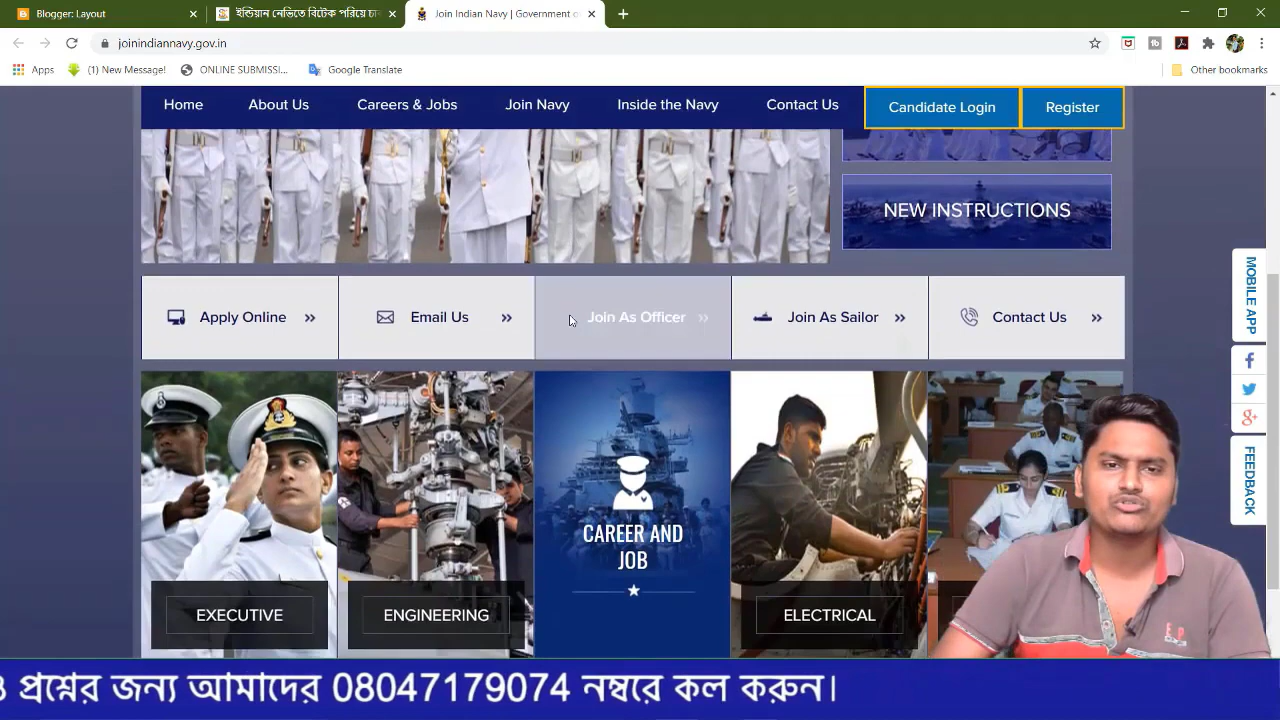 Blogger: Layout
ইন্ডিয়ান নেভিতে বিটেক পরিয়ে চা
Join Indian Navy | Government o
joinindiannavy.gov.in
Apps
(1) New Message!
ONLINE SUBMISSI...
Google Translate
Other bookmarks
Home
About Us
Careers & Jobs
Join Navy
Inside the Navy
Contact Us
Candidate Login
Register
NEW INSTRUCTIONS
MOBILE APP
Apply Online
Email Us
Join As Officer
Join As Sailor
Contact Us
FEEDBACK
CAREER AND
JOB
EXECUTIVE
ENGINEERING
ELECTRICAL
প্রশ্নের জন্য আমাদের 08047179074 নম্বরে কল করুন।